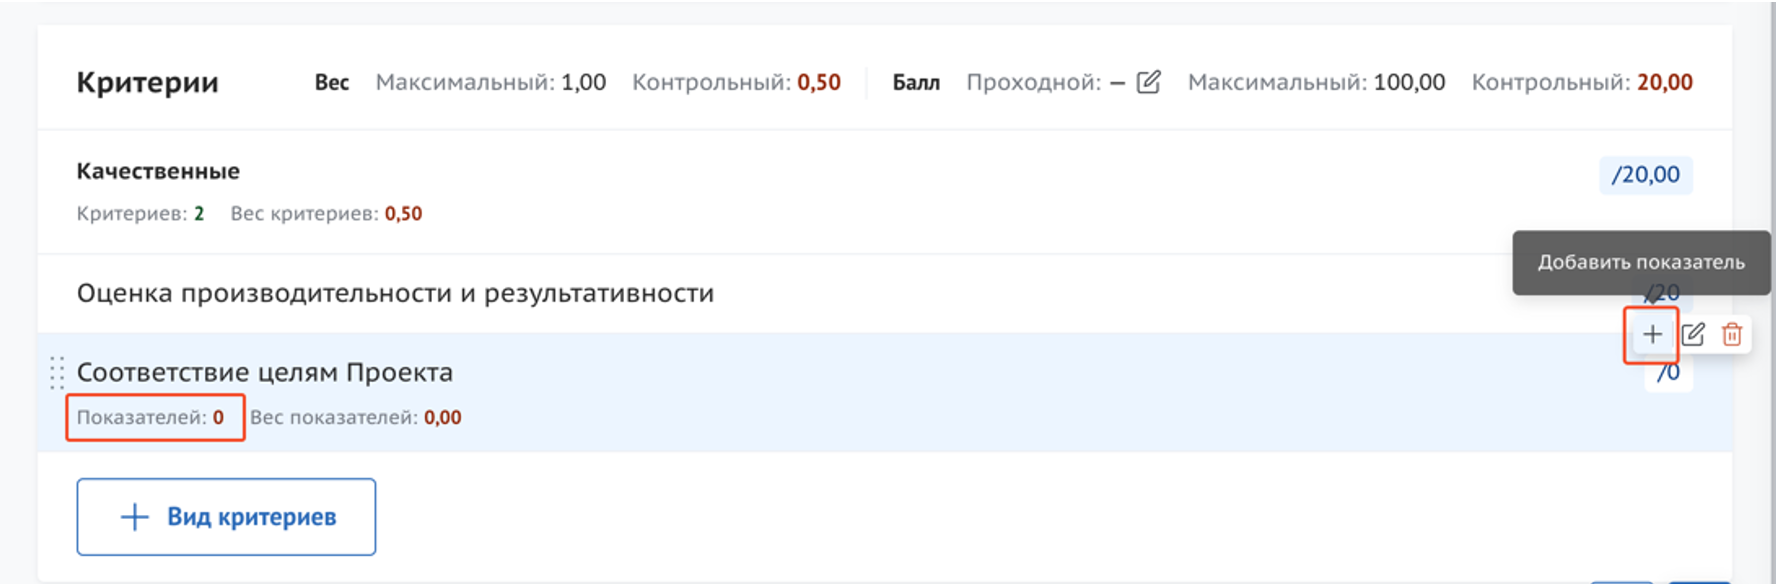 Критерии Вес Максимальный: 1,00 Контрольный: 0,50 Балл Проходной: – Максимальный: 100,00 Контрольный: 20,00
Качественные /20,00
Критериев: 2 Вес критериев: 0,50
Добавить показатель
Оценка производительности и результативности /20
Соответствие целям Проекта /0
Показателей: 0 Вес показателей: 0,00
+ Вид критериев